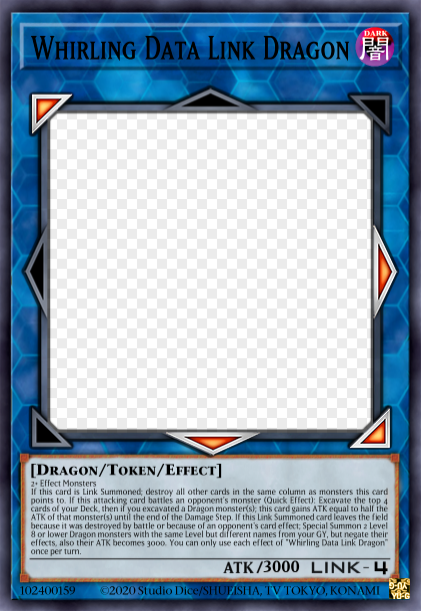 Whirling Data Link Dragon
DARK
闇
[Dragon/Token/Effect]
2+ Effect Monsters
If this card is Link Summoned; destroy all other cards in the same column as monsters this card
points to. If this attacking card battles an opponent's monster (Quick Effect): Excavate the top 4
cards of your Deck, then if you excavated a Dragon monster(s); this card gains ATK equal to half the
ATK of that monster(s) until the end of the Damage Step. If this Link Summoned card leaves the field
because it was destroyed by battle or because of an opponent's card effect; Special Summon 2 Level
8 or lower Dragon monsters with the same Level but different names from your GY, but negate their
effects, also their ATK becomes 3000. You can only use each effect of "Whirling Data Link Dragon"
once per turn.
ATK/3000 LINK-4
102400159 ©2020 Studio Dice/SHUEISHA, TV TOKYO, KONAMI